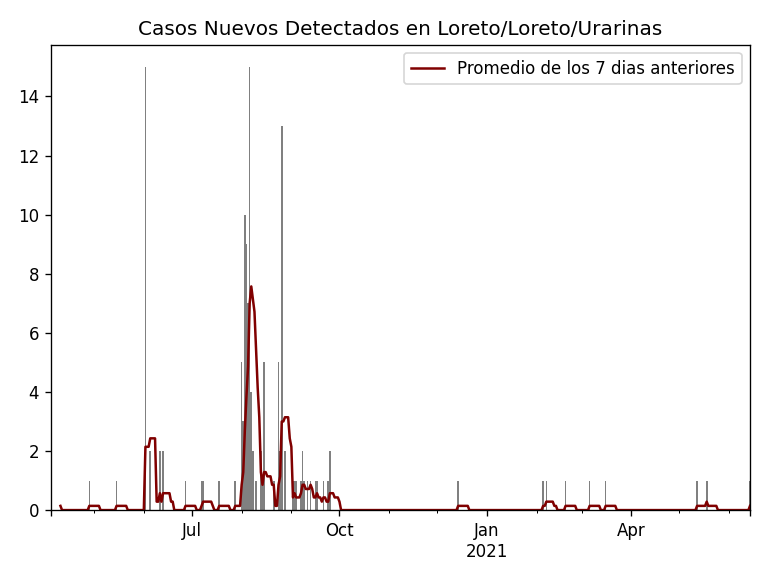 Casos Nuevos Detectados en Loreto/Loreto/Urarinas
Promedio de los 7 dias anteriores
14
12
10
8
6
4
2
0
Jul
Oct
Jan
2021
Apr